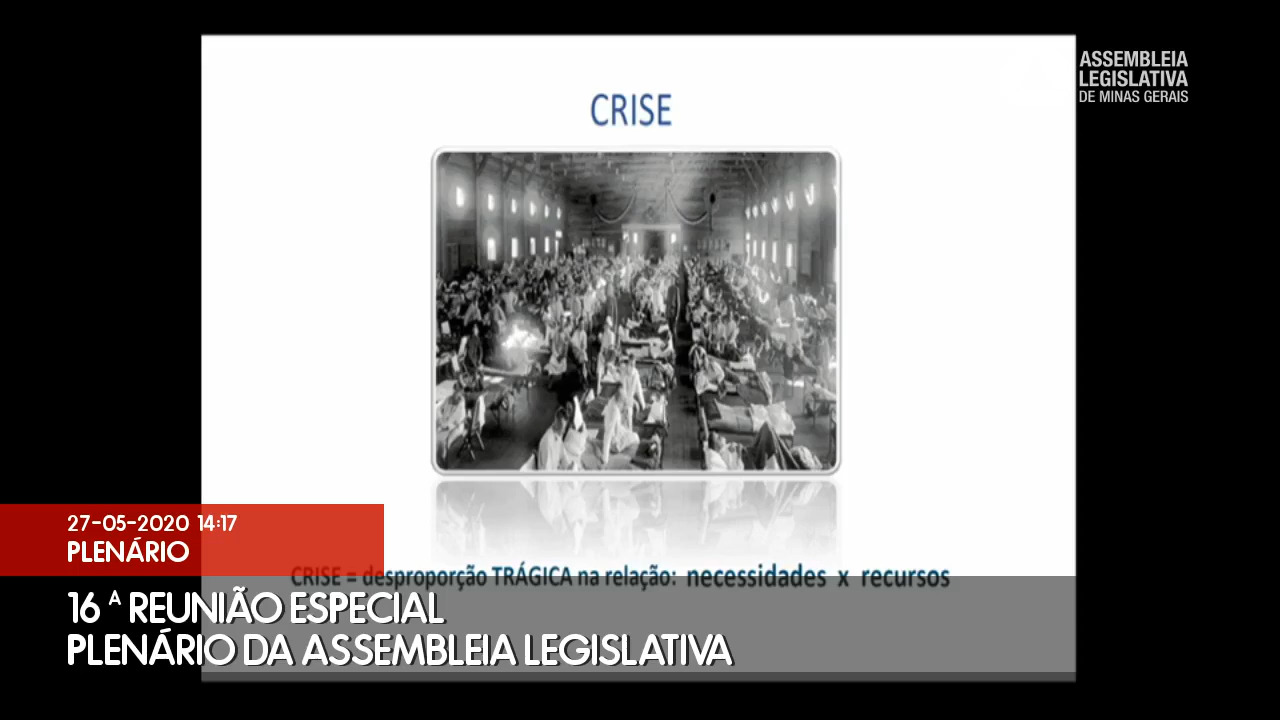 ASSEMBLEIA
LEGISLATIVA
DE MINAS GERAIS
CRISE
27-05-2020 14:17
PLENÁRIO
CRISE = desproporção TRÁGICA na relação: necessidades x recursos
16 ª REUNIÃO ESPECIAL
PLENÁRIO DA ASSEMBLEIA LEGISLATIVA